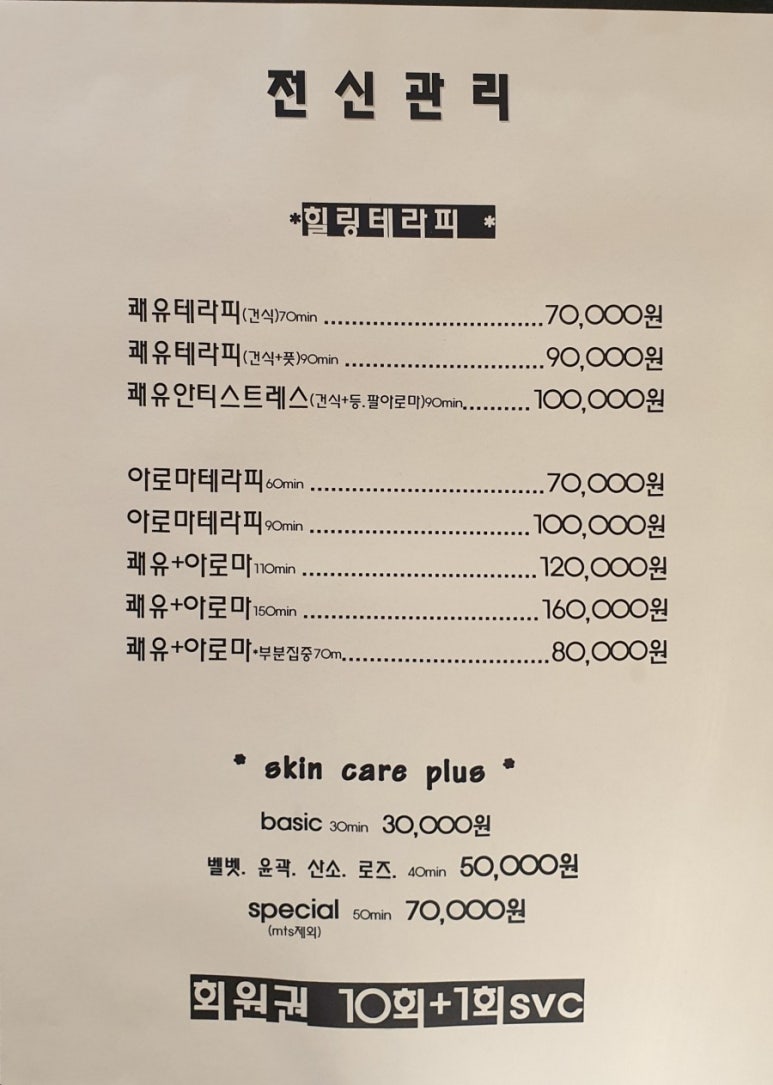 전신관리
*힐링테라피 *
쾌유테라피(건식)70min ........................... 70,000원
쾌유테라피(건식+풋)90min ......................... 90,000원
쾌유안티스트레스(건식+등.팔아로마)90min.......... 100,000원
아로마테라피60min ............................. 70,000원
아로마테라피90min ........................... 100,000원
쾌유+아로마110min ............................. 120,000원
쾌유+아로마150min ............................. 160,000원
쾌유+아로마*부분집중70m.......................... 80,000원
* skin care plus *
basic 30min 30,000원
벨벳. 윤곽. 산소. 로즈. 40min 50,000원
special 50min 70,000원
(mts제외)
회원권 10회+1회svc